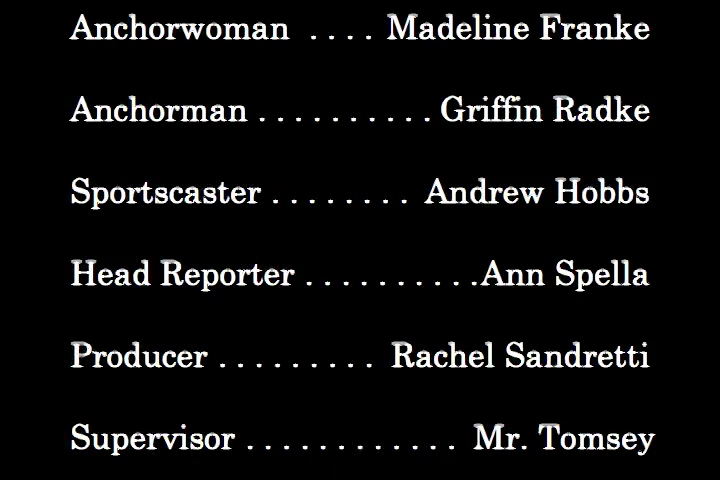 Anchorwoman .... Madeline Franke
Anchorman .......... Griffin Radke
Sportscaster ........ Andrew Hobbs
Head Reporter ..........Ann Spella
Producer ......... Rachel Sandretti
Supervisor ............ Mr. Tomsey